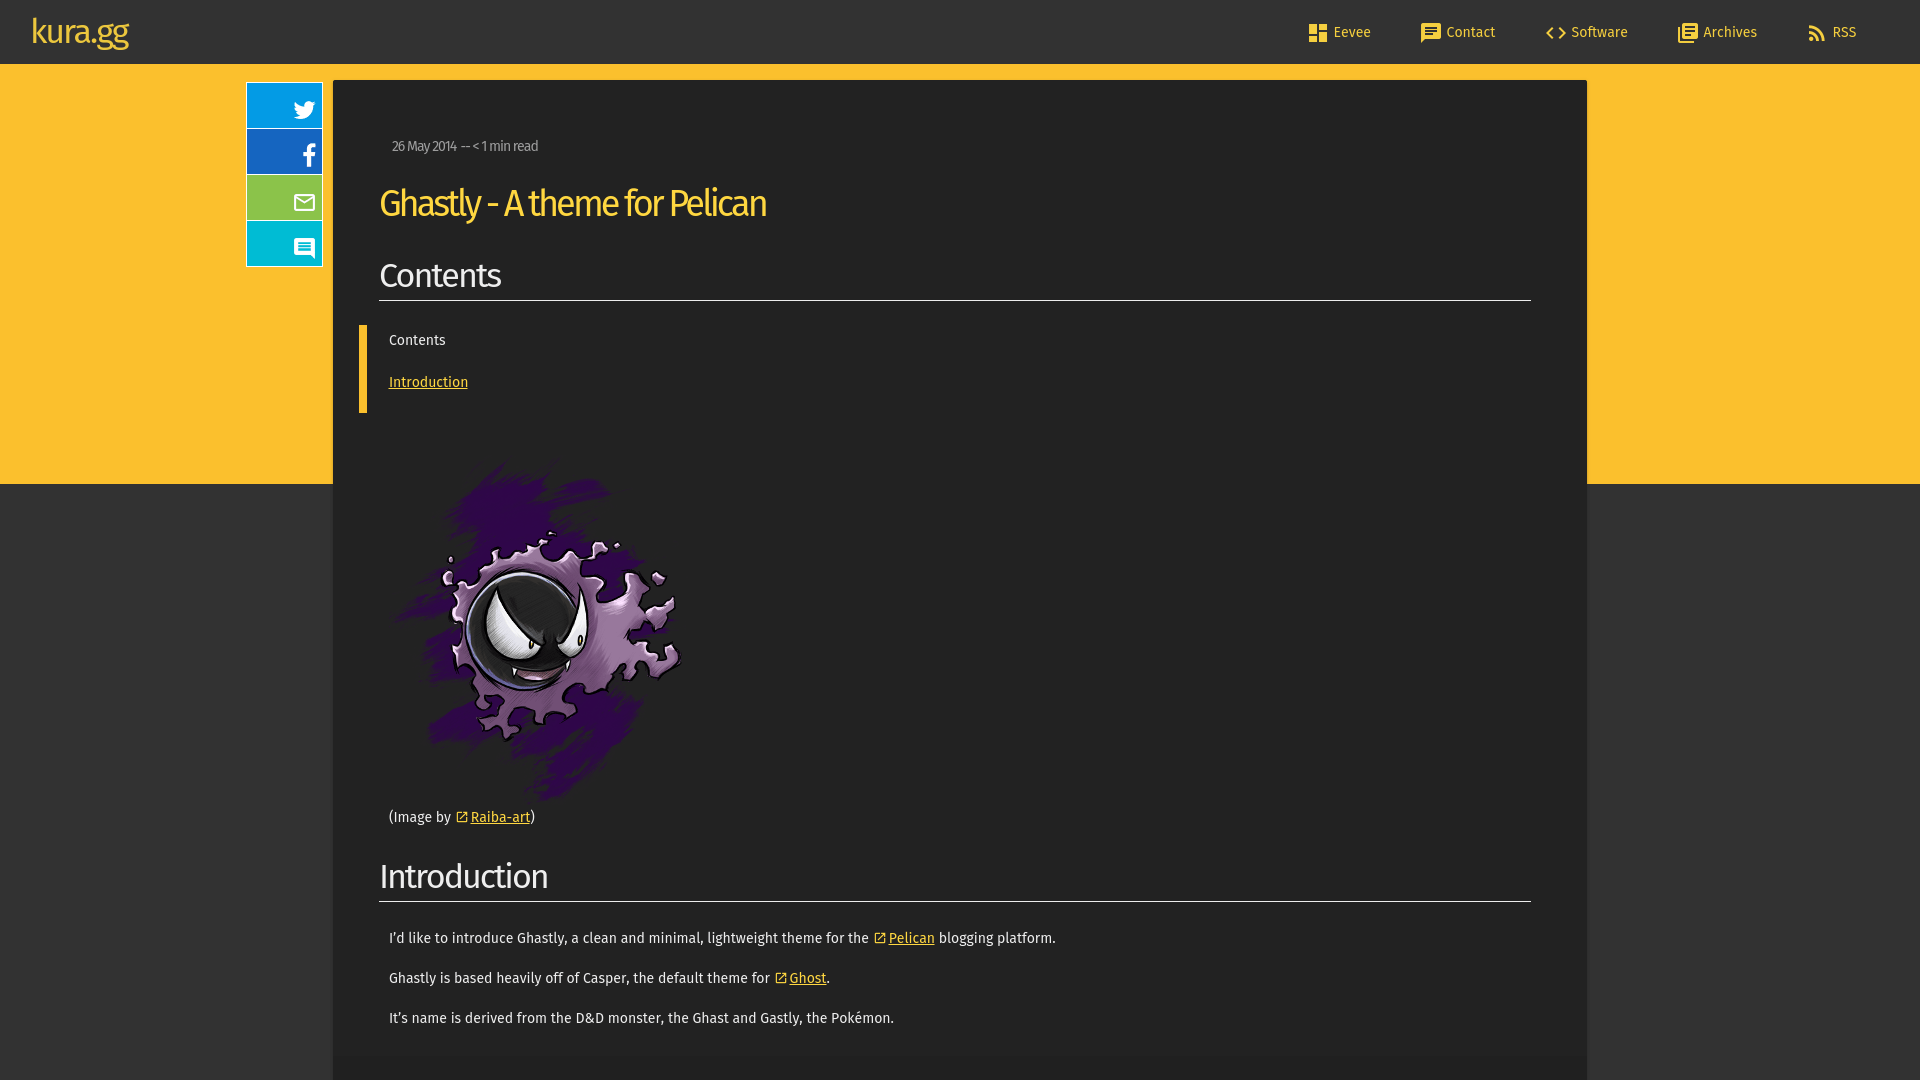 kura.gg
Eevee
Contact
Software
Archives
RSS
26 May 2014 -- < 1 min read
Ghastly - A theme for Pelican
Contents
Contents
Introduction
(Image by Raiba-art)
Introduction
I’d like to introduce Ghastly, a clean and minimal, lightweight theme for the Pelican blogging platform.
Ghastly is based heavily off of Casper, the default theme for Ghost.
It’s name is derived from the D&D monster, the Ghast and Gastly, the Pokémon.